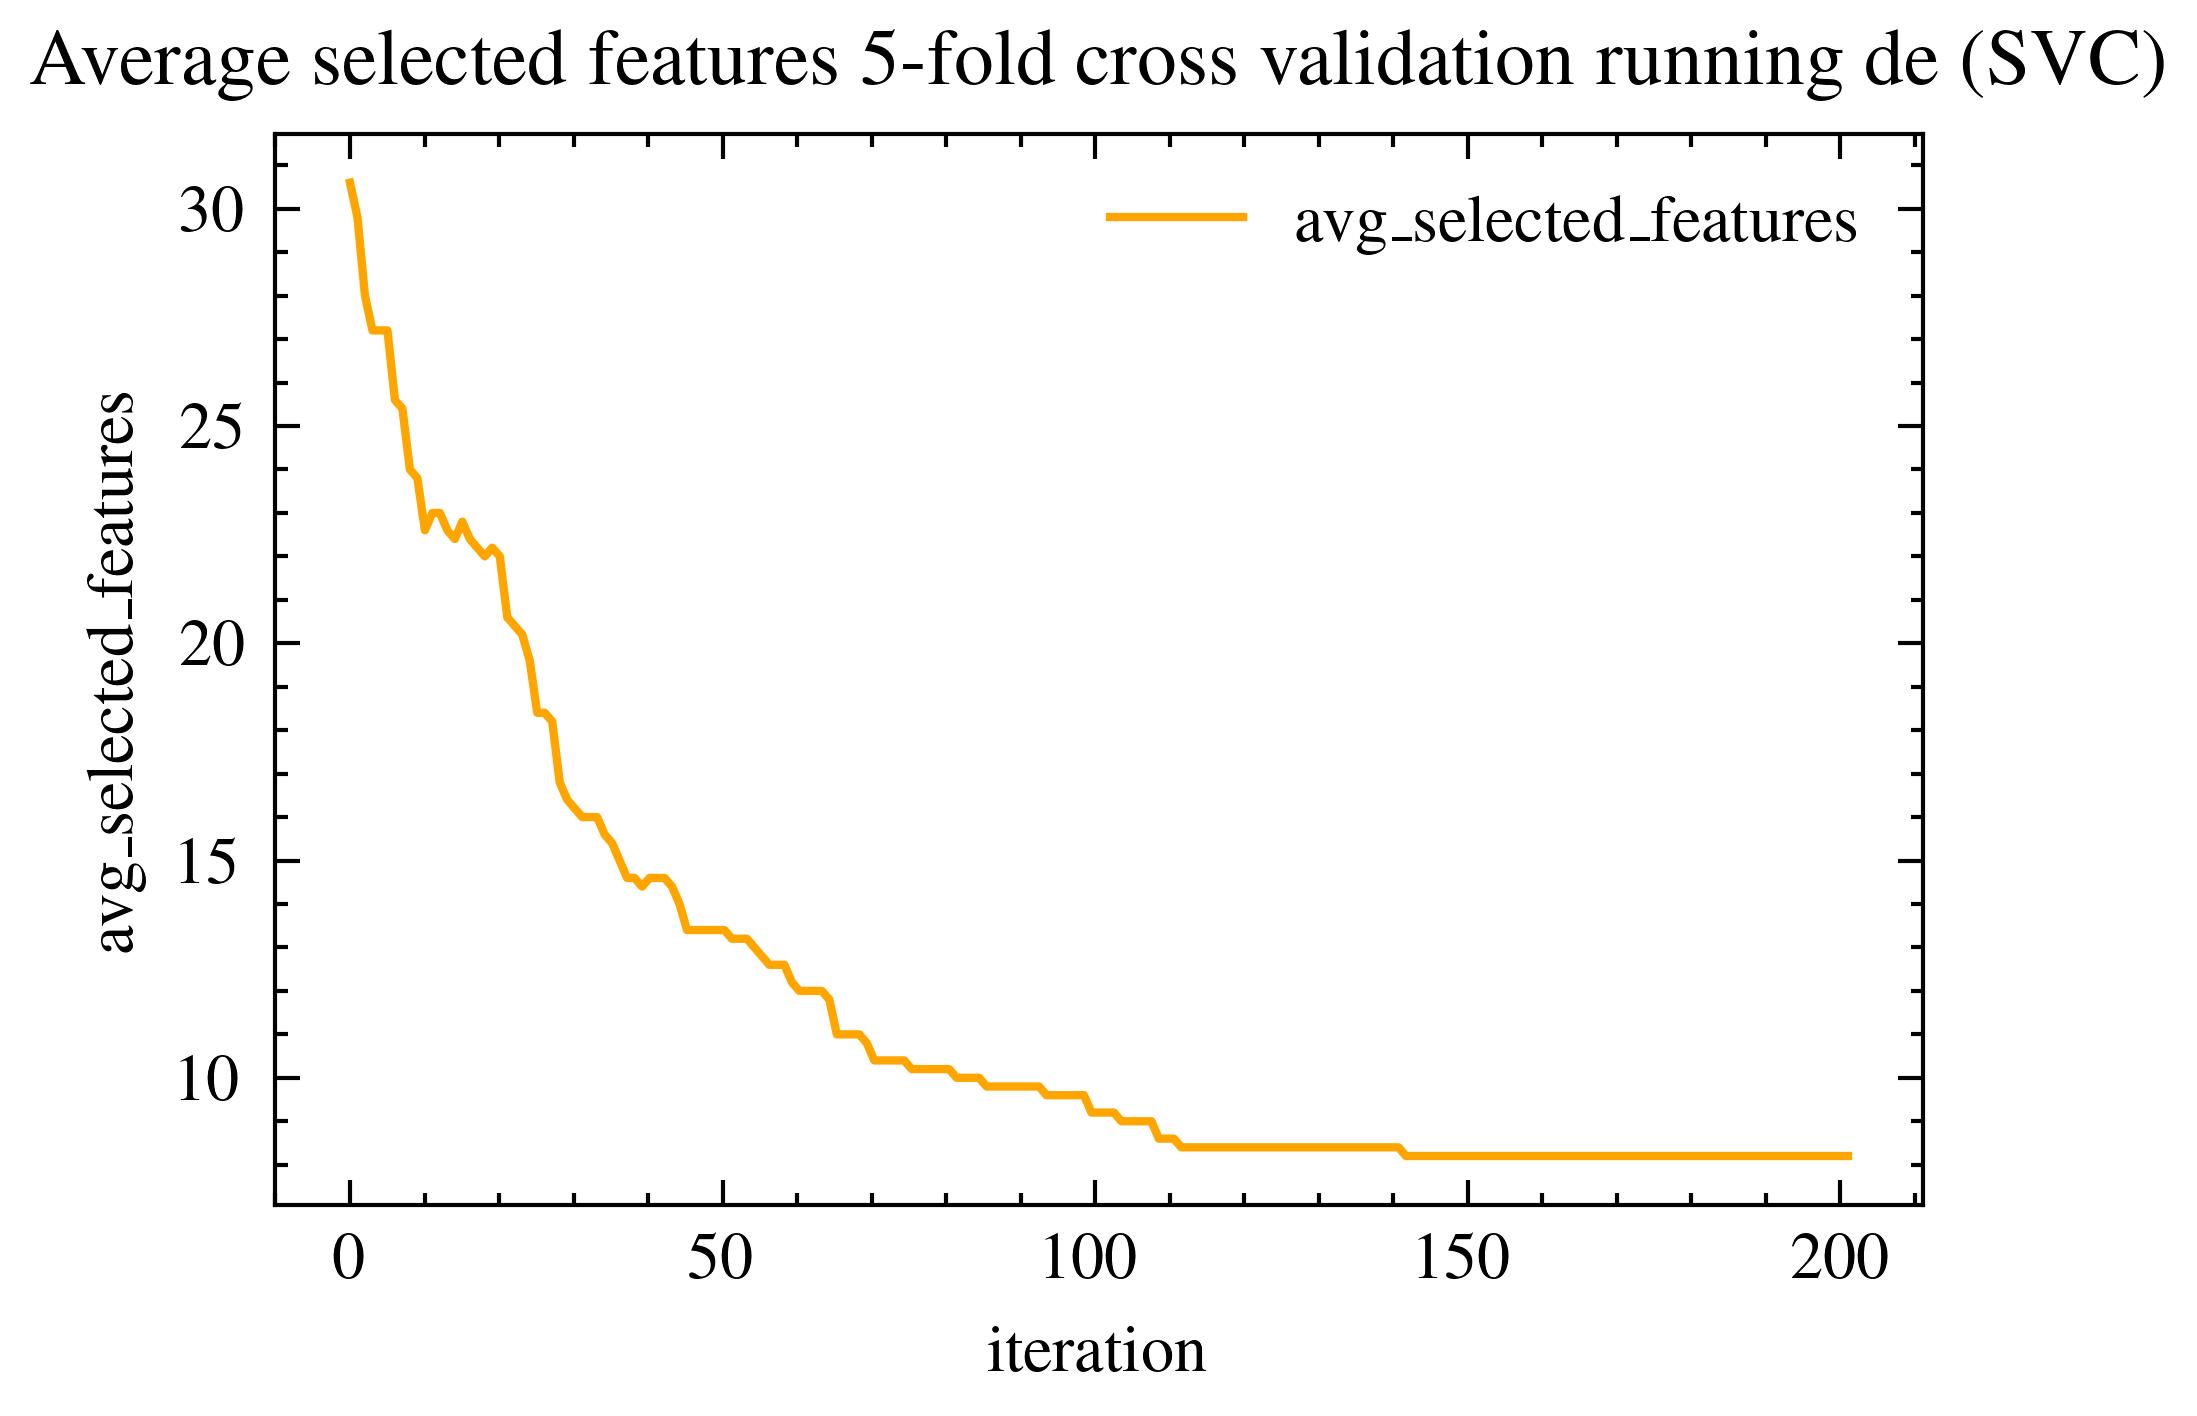 Average selected features 5-fold cross validation running de (SVC)
avg_selected_features
avg_selected_features
30
25
20
15
10
0 50 100 150 200
iteration